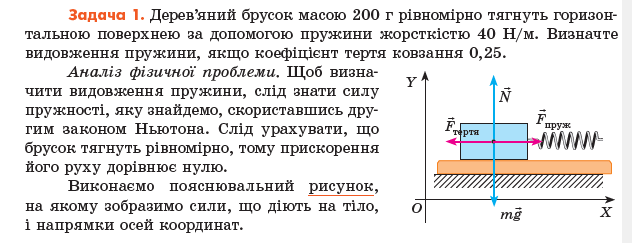 Задача 1. Дерев’яний брусок масою 200 г рівномірно тягнуть горизон-
тальною поверхнею за допомогою пружини жорсткістю 40 Н/м. Визначте
видовження пружини, якщо коефіцієнт тертя ковзання 0,25.
Аналіз фізичної проблеми. Щоб визна-
чити видовження пружини, слід знати силу
пружності, яку знайдемо, скориставшись дру-
гим законом Ньютона. Слід урахувати, що
брусок тягнуть рівномірно, тому прискорення
його руху дорівнює нулю.
Виконаємо пояснювальний рисунок,
на якому зобразимо сили, що діють на тіло,
і напрямки осей координат.
Y
N⃗
F⃗тертя
F⃗пруж
O
mg⃗
X